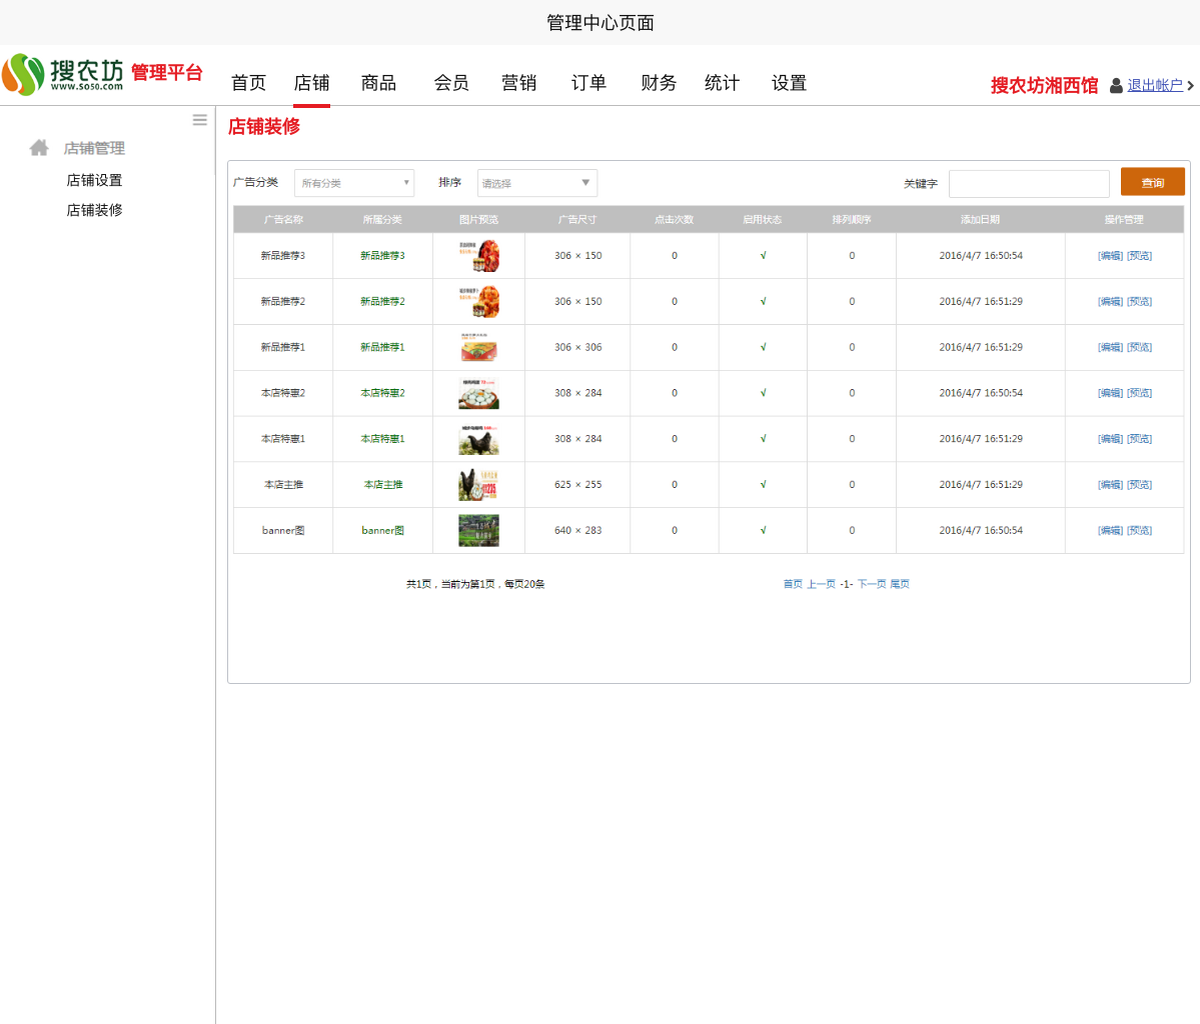 管理中心页面
搜农坊 www.so50.com 管理平台 首页 店铺 商品 会员 营销 订单 财务 统计 设置 搜农坊湘西馆 退出帐户
店铺管理
店铺设置
店铺装修
店铺装修
广告分类 所有分类 排序 请选择 关键字 查询
广告名称 所属分类 图片预览 广告尺寸 点击次数 启用状态 排列顺序 添加日期 操作管理
新品推荐3 新品推荐3 306 × 150 0 √ 0 2016/4/7 16:50:54 [编辑] [预览]
新品推荐2 新品推荐2 306 × 150 0 √ 0 2016/4/7 16:51:29 [编辑] [预览]
新品推荐1 新品推荐1 306 × 306 0 √ 0 2016/4/7 16:51:29 [编辑] [预览]
本店特惠2 本店特惠2 308 × 284 0 √ 0 2016/4/7 16:50:54 [编辑] [预览]
本店特惠1 本店特惠1 308 × 284 0 √ 0 2016/4/7 16:51:29 [编辑] [预览]
本店主推 本店主推 625 × 255 0 √ 0 2016/4/7 16:51:29 [编辑] [预览]
banner图 banner图 640 × 283 0 √ 0 2016/4/7 16:50:54 [编辑] [预览]
共1页，当前为第1页，每页20条 首页 上一页 -1- 下一页 尾页